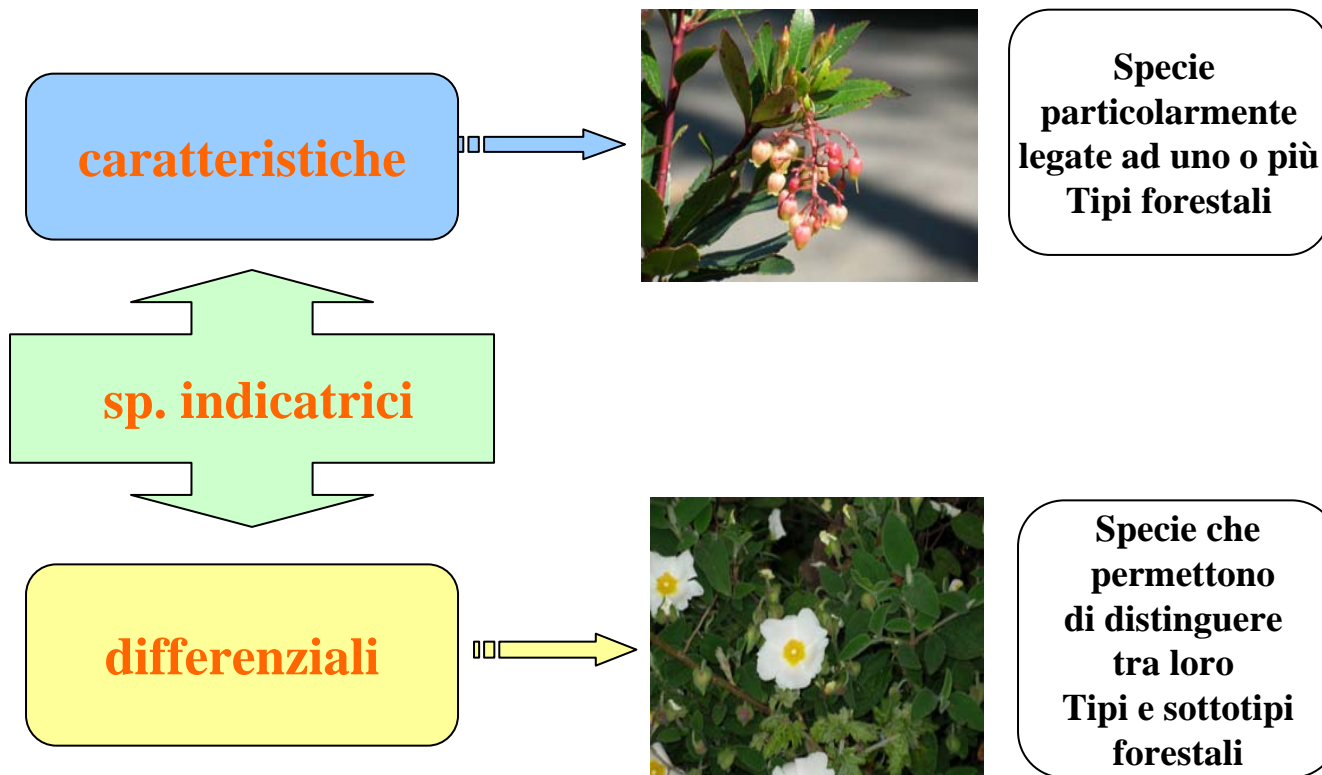 caratteristiche
Specie
particolarmente
legate ad uno o più
Tipi forestali
sp. indicatrici
differenziali
Specie che
permettono
di distinguere
tra loro
Tipi e sottotipi
forestali